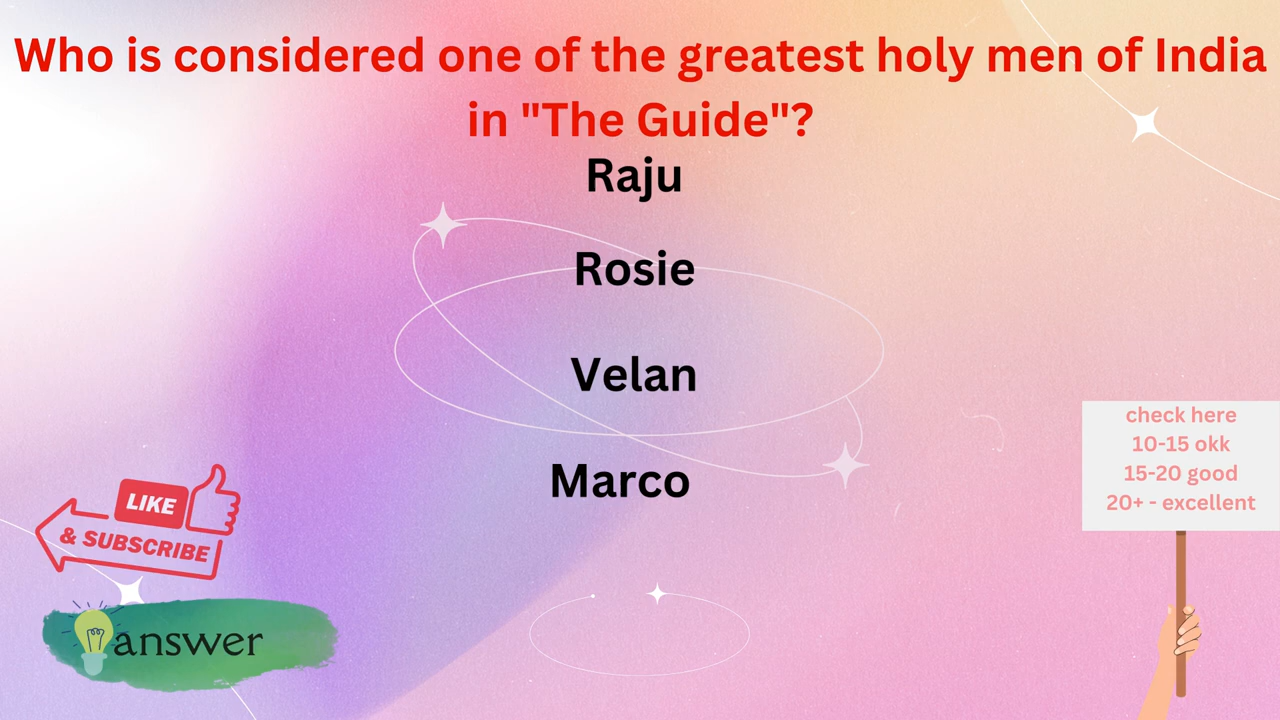 Who is considered one of the greatest holy men of India
in "The Guide"?
Raju
Rosie
Velan
Marco
check here
10-15 okk
15-20 good
20+ - excellent
LIKE
& SUBSCRIBE
answer